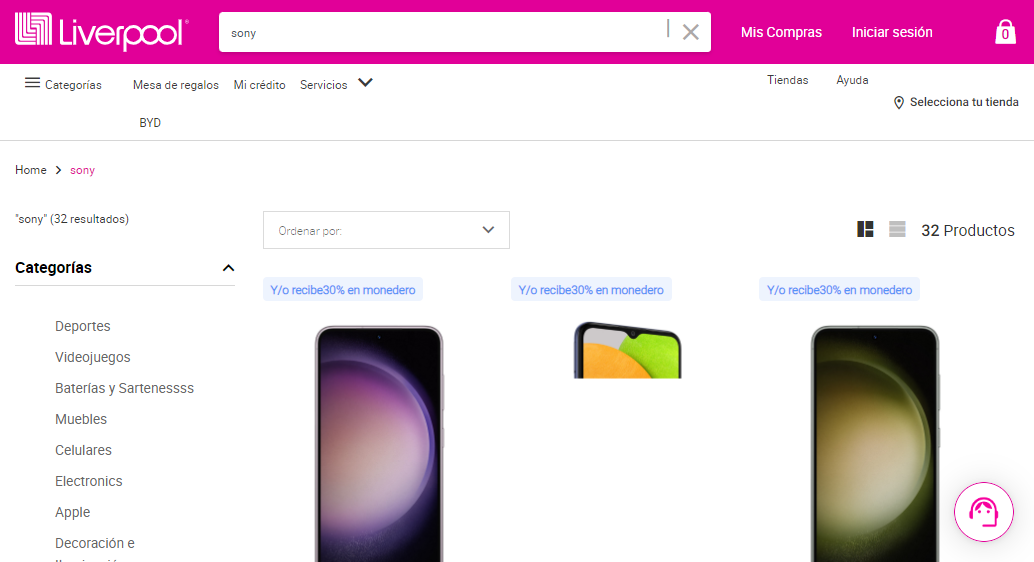 Liverpool
sony
Mis Compras
Iniciar sesión
0
Categorías
Mesa de regalos
Mi crédito
Servicios
Tiendas
Ayuda
Selecciona tu tienda
BYD
Home > sony
"sony" (32 resultados)
Ordenar por:
32 Productos
Categorías
Y/o recibe30% en monedero
Y/o recibe30% en monedero
Y/o recibe30% en monedero
Deportes
Videojuegos
Baterías y Sartenessss
Muebles
Celulares
Electronics
Apple
Decoración e